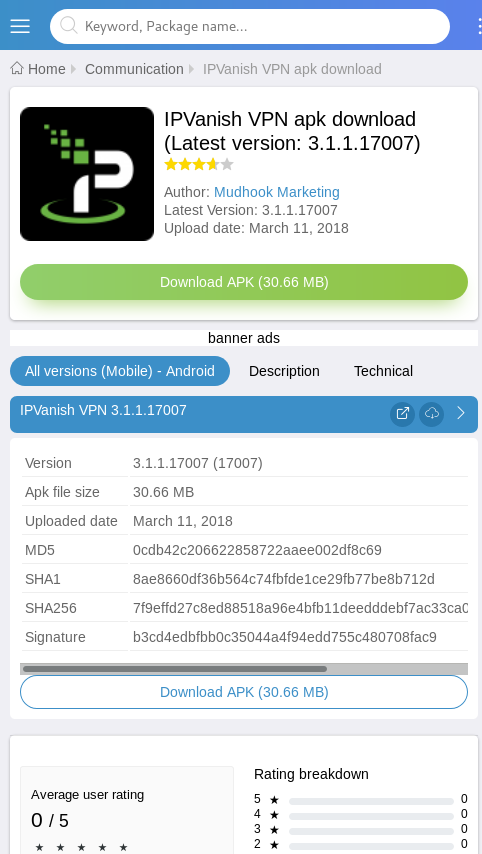 Keyword, Package name...
Home Communication IPVanish VPN apk download
IPVanish VPN apk download
(Latest version: 3.1.1.17007)
Author: Mudhook Marketing
Latest Version: 3.1.1.17007
Upload date: March 11, 2018
Download APK (30.66 MB)
banner ads
All versions (Mobile) - Android Description Technical
IPVanish VPN 3.1.1.17007
Version 3.1.1.17007 (17007)
Apk file size 30.66 MB
Uploaded date March 11, 2018
MD5 0cdb42c206622858722aaee002df8c69
SHA1 8ae8660df36b564c74fbfde1ce29fb77be8b712d
SHA256 7f9effd27c8ed88518a96e4bfb11deedddebf7ac33ca0
Signature b3cd4edbfbb0c35044a4f94edd755c480708fac9
Download APK (30.66 MB)
Average user rating
0 / 5
★ ★ ★ ★ ★
Rating breakdown
5 ★ 0
4 ★ 0
3 ★ 0
2 ★ 0